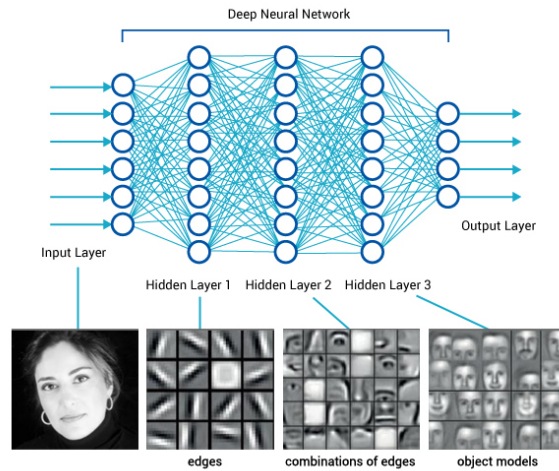 Deep Neural Network
Input Layer
Output Layer
Hidden Layer 1
Hidden Layer 2
Hidden Layer 3
edges
combinations of edges
object models